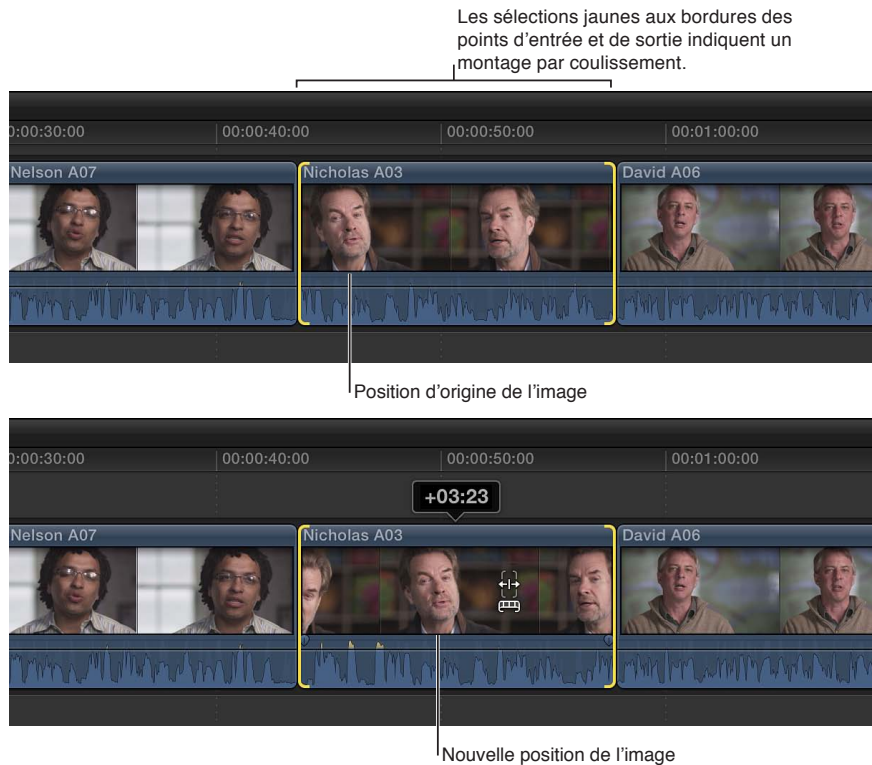 Les sélections jaunes aux bordures des
points d’entrée et de sortie indiquent un
montage par coulissement.
0:00:30:00 00:00:40:00 00:00:50:00 00:01:00:00
Nelson A07 Nicholas A03 David A06
Position d’origine de l’image
0:00:30:00 00:00:40:00 00:00:50:00 00:01:00:00
+03:23
Nelson A07 Nicholas A03 David A06
Nouvelle position de l’image